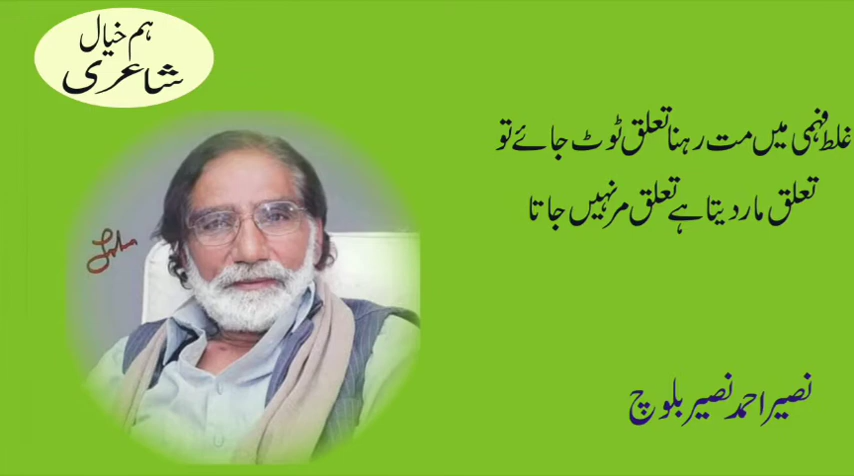 ہم خیال
شاعری
غلط فہمی میں مت رہنا تعلق ٹوٹ جائے تو
تعلق مار دیتا ہے تعلق مر نہیں جاتا
نصیر احمد نصیر بلوچ